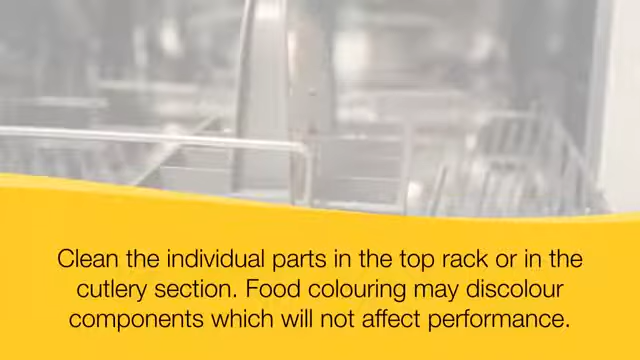 Clean the individual parts in the top rack or in the
cutlery section. Food colouring may discolour
components which will not affect performance.